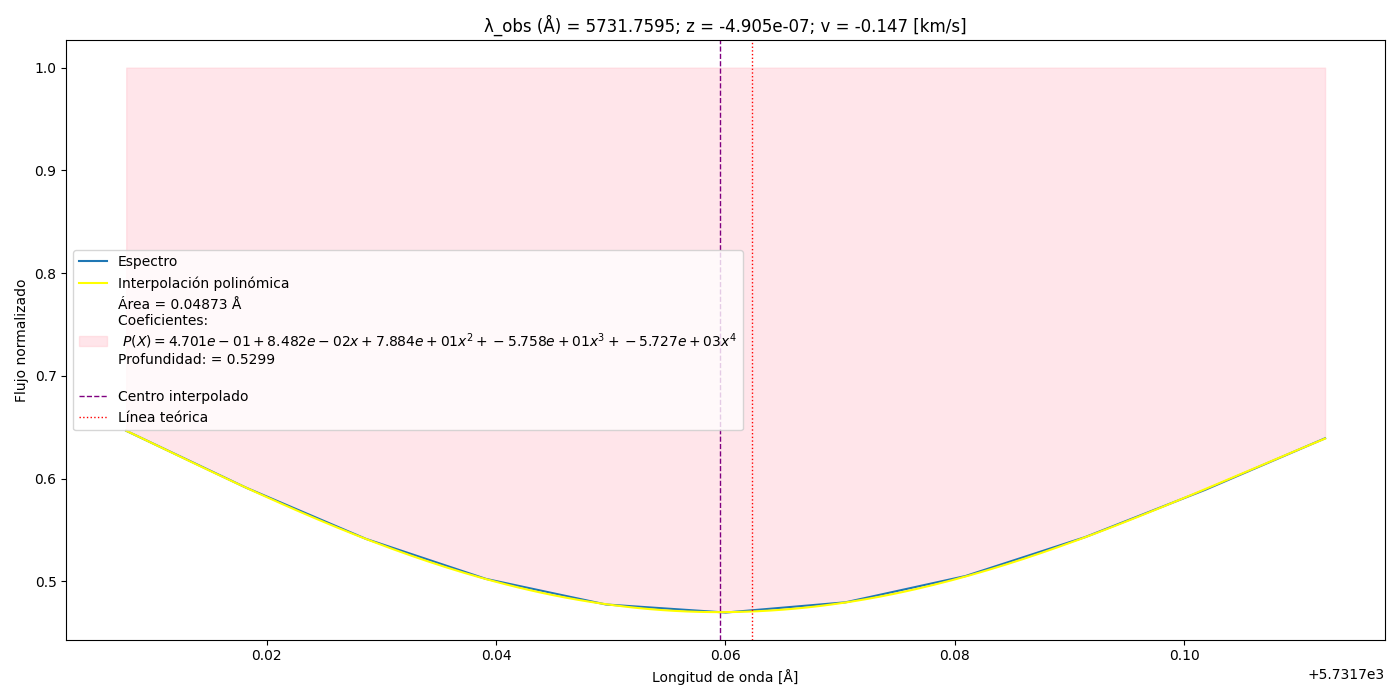 λ_obs (Å) = 5731.7595; z = -4.905e-07; v = -0.147 [km/s]
1.0
0.9
0.8
0.7
0.6
0.5
Flujo normalizado
Espectro
Interpolación polinómica
Área = 0.04873 Å
Coeficientes:
P(X) = 4.701e − 01 + 8.482e − 02x + 7.884e + 01x² + −5.758e + 01x³ + −5.727e + 03x⁴
Profundidad: = 0.5299
Centro interpolado
Línea teórica
0.02 0.04 0.06 0.08 0.10
+5.7317e3
Longitud de onda [Å]